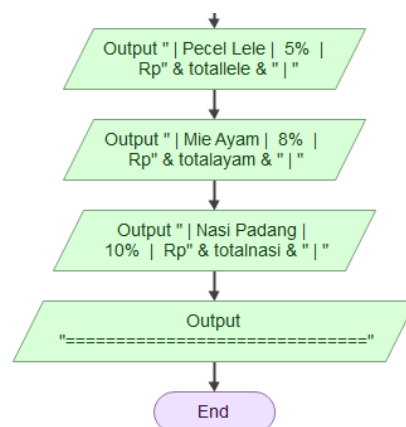 Output " | Pecel Lele | 5% |
Rp" & totallele & " | "
Output " | Mie Ayam | 8% |
Rp" & totalayam & " | "
Output " | Nasi Padang |
10% | Rp" & totalnasi & " | "
Output
"=============================="
End